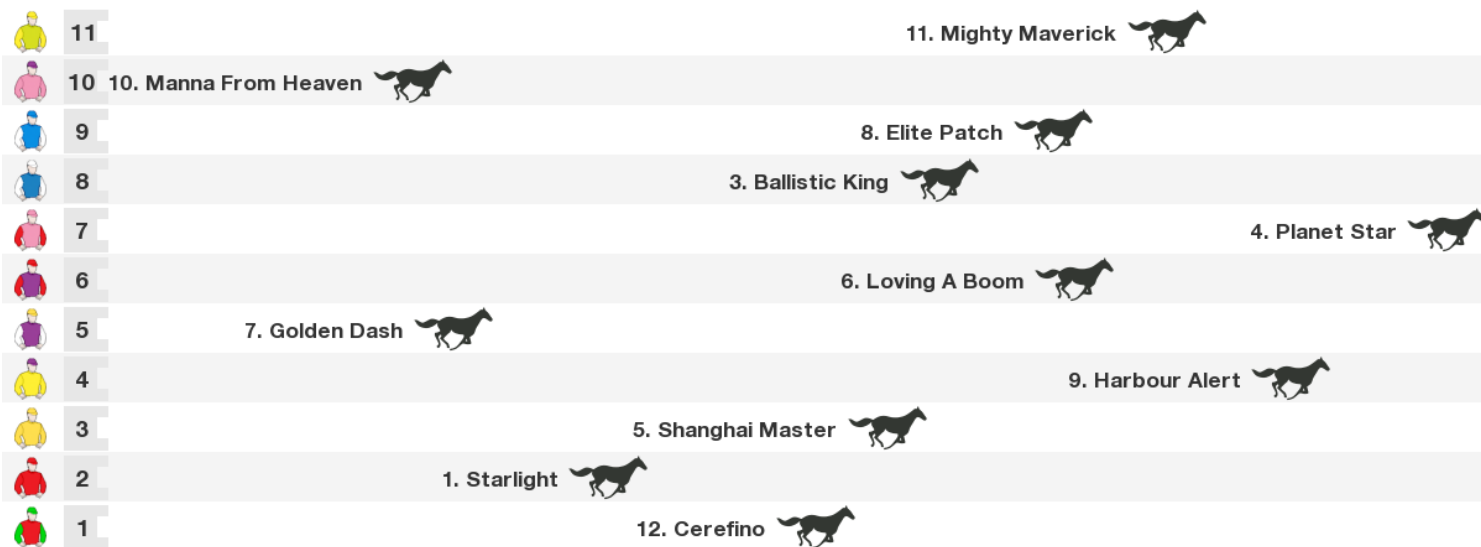 11 11. Mighty Maverick
10 10. Manna From Heaven
9 8. Elite Patch
8 3. Ballistic King
7 4. Planet Star
6 6. Loving A Boom
5 7. Golden Dash
4 9. Harbour Alert
3 5. Shanghai Master
2 1. Starlight
1 12. Cerefino